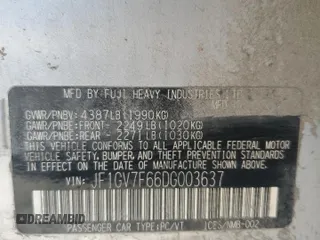 MFD. BY FUJI HEAVY INDUSTRIES LTD.
GVWR/PNBV: 4387LB(1990KG)
GAWR/PNBE-FRONT: 2249LB(1020KG)
GAWR/PNBE-REAR: 2271LB(1030KG)
THIS VEHICLE CONFORMS TO ALL APPLICABLE
FEDERAL MOTOR VEHICLE SAFETY,
BUMPER, AND THEFT PREVENTION STANDARDS
IN EFFECT ON THE DATE OF MANUFACTURE
SHOWN ABOVE.
VIN: JF1GV7F66DG003637
PASSENGER CAR TYPE:PC/VT
DREAMBID